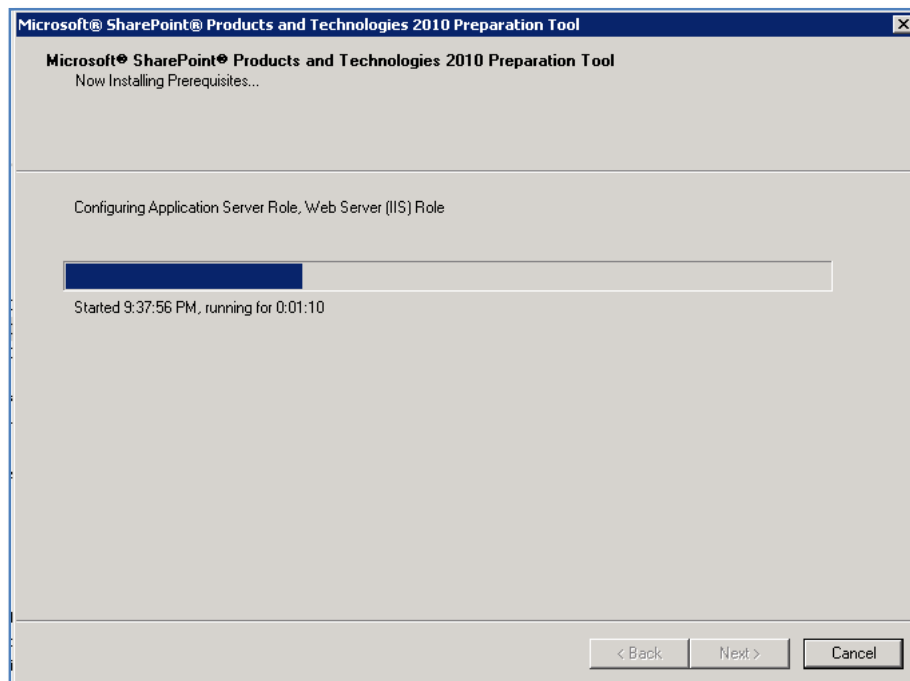 Microsoft® SharePoint® Products and Technologies 2010 Preparation Tool
Microsoft® SharePoint® Products and Technologies 2010 Preparation Tool
Now Installing Prerequisites...
Configuring Application Server Role, Web Server (IIS) Role
Started 9:37:56 PM, running for 0:01:10
< Back Next > Cancel